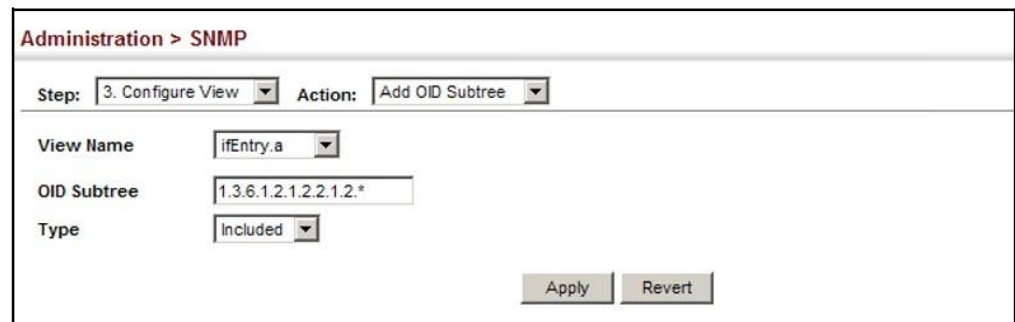 Administration > SNMP
Step: 3. Configure View Action: Add OID Subtree
View Name ifEntry.a
OID Subtree 1.3.6.1.2.1.2.2.1.2.*
Type Included
Apply Revert